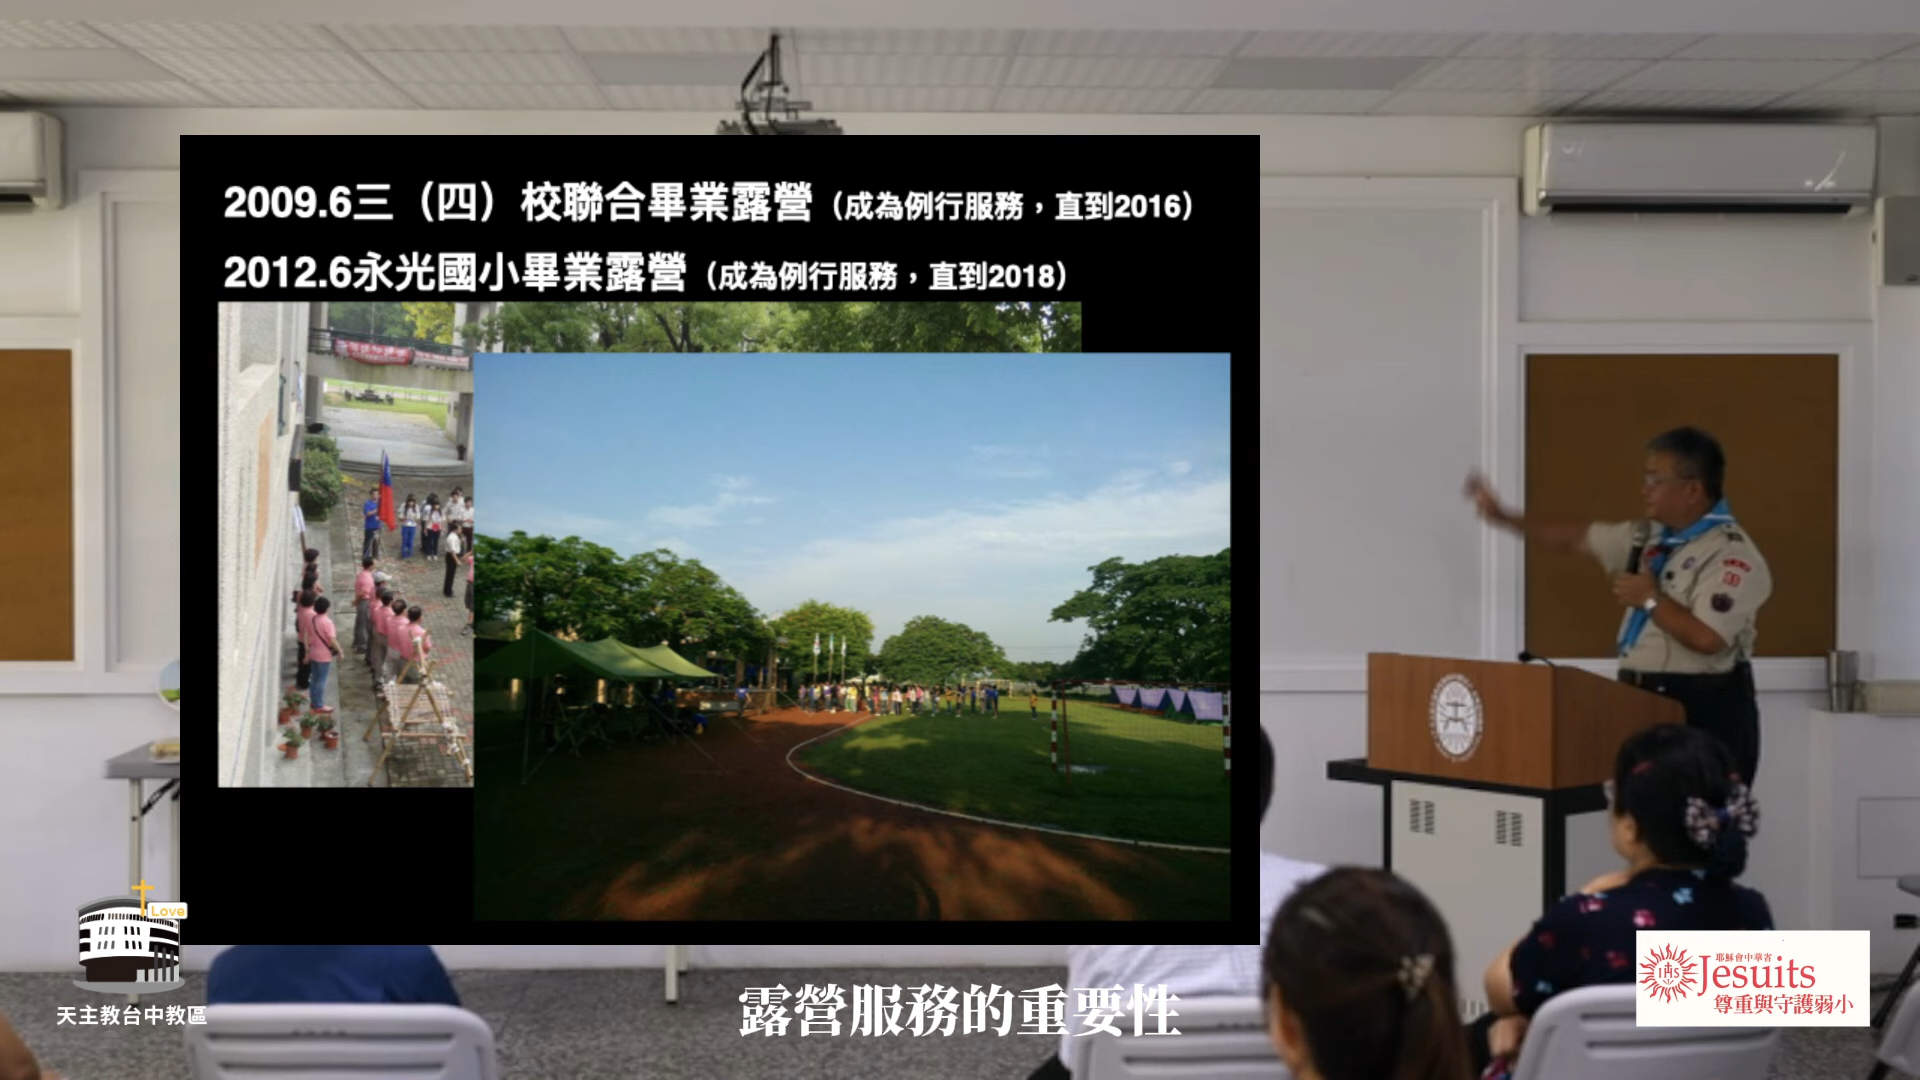 2009.6三（四）校聯合畢業露營（成為例行服務，直到2016）
2012.6永光國小畢業露營（成為例行服務，直到2018）
Love
天主教台中教區
露營服務的重要性
IHS
耶穌會中華省
Jesuits
尊重與守護弱小